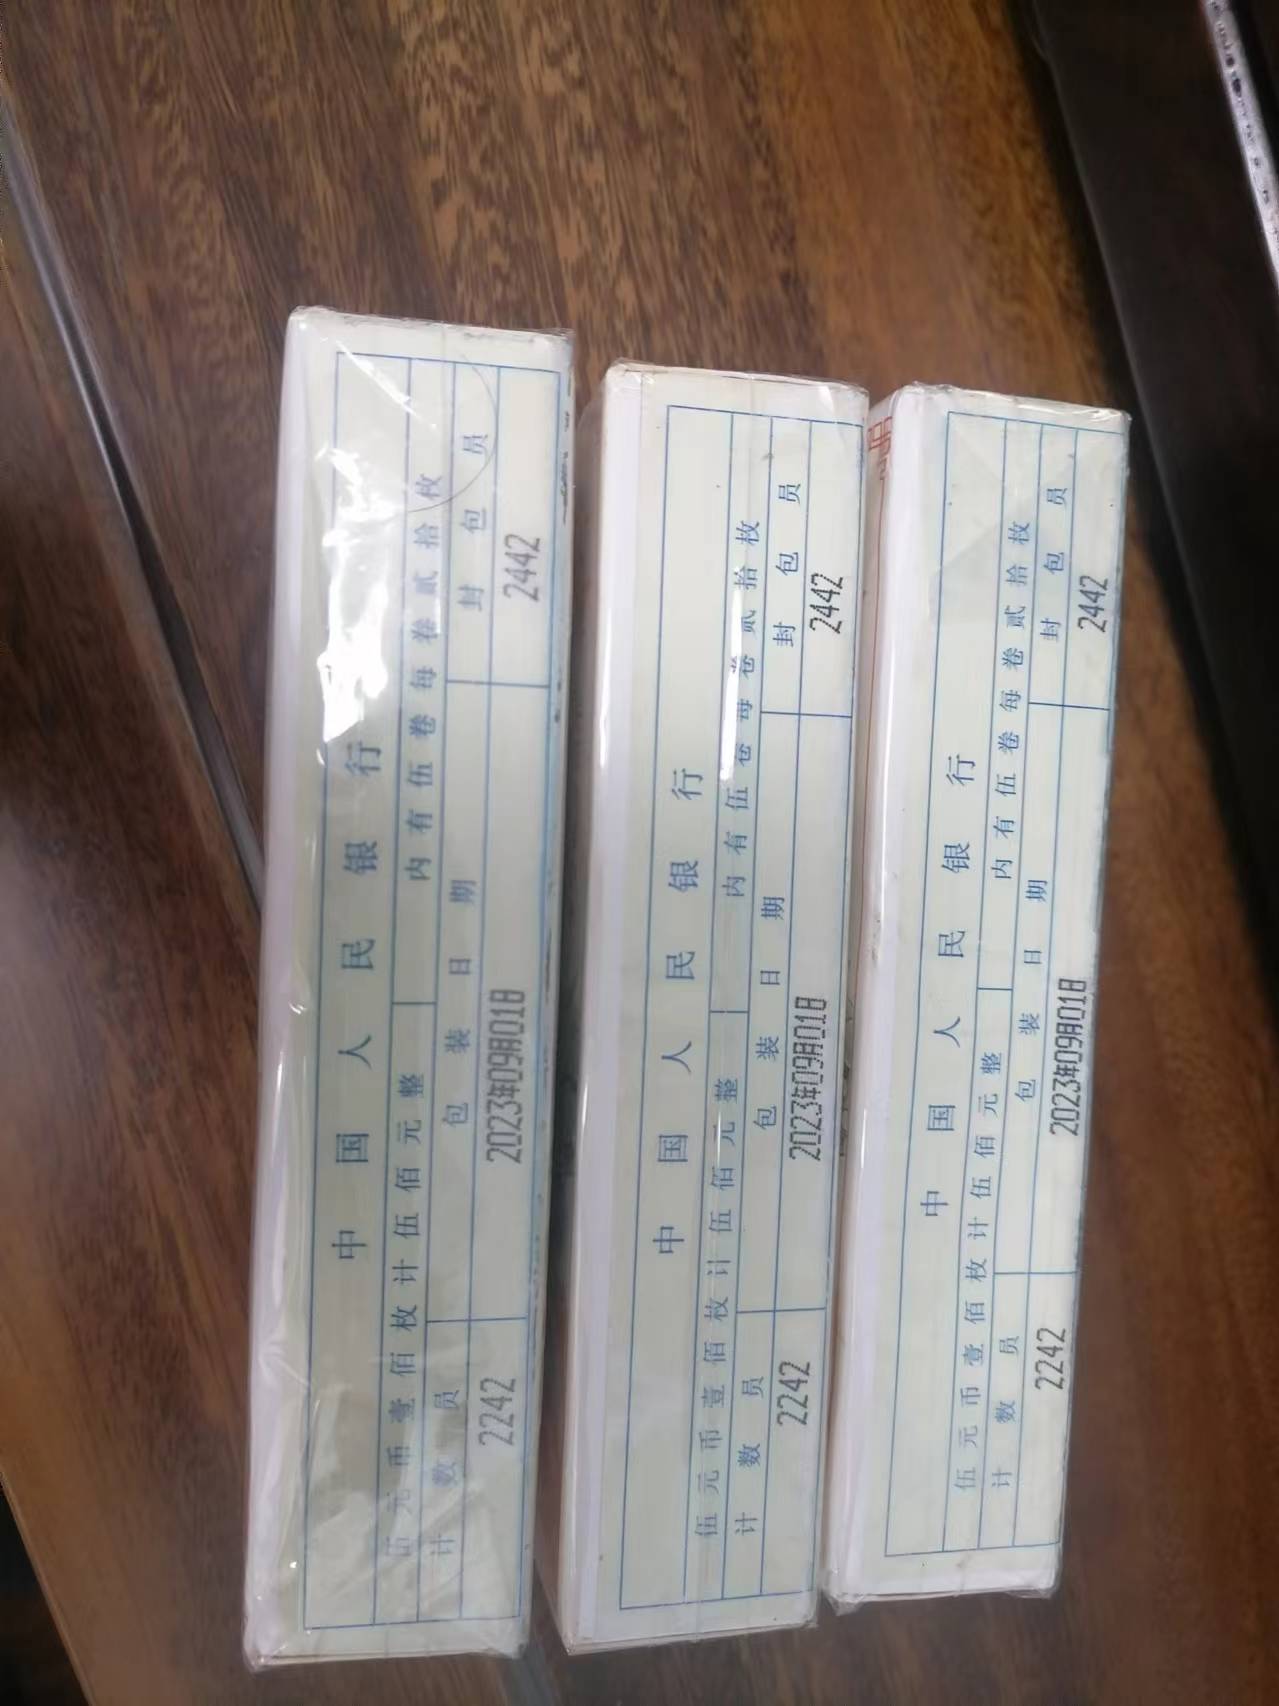 中国人民银行
伍元币壹佰枚计伍佰元整 内有伍卷每卷贰拾枚
计数员 包装日期 封包员
2242 2023年09月01日 2442
中国人民银行
伍元币壹佰枚计伍佰元整 内有伍卷每卷贰拾枚
计数员 包装日期 封包员
2242 2023年09月01日 2442
中国人民银行
伍元币壹佰枚计伍佰元整 内有伍卷每卷贰拾枚
计数员 包装日期 封包员
2242 2023年09月01日 2442